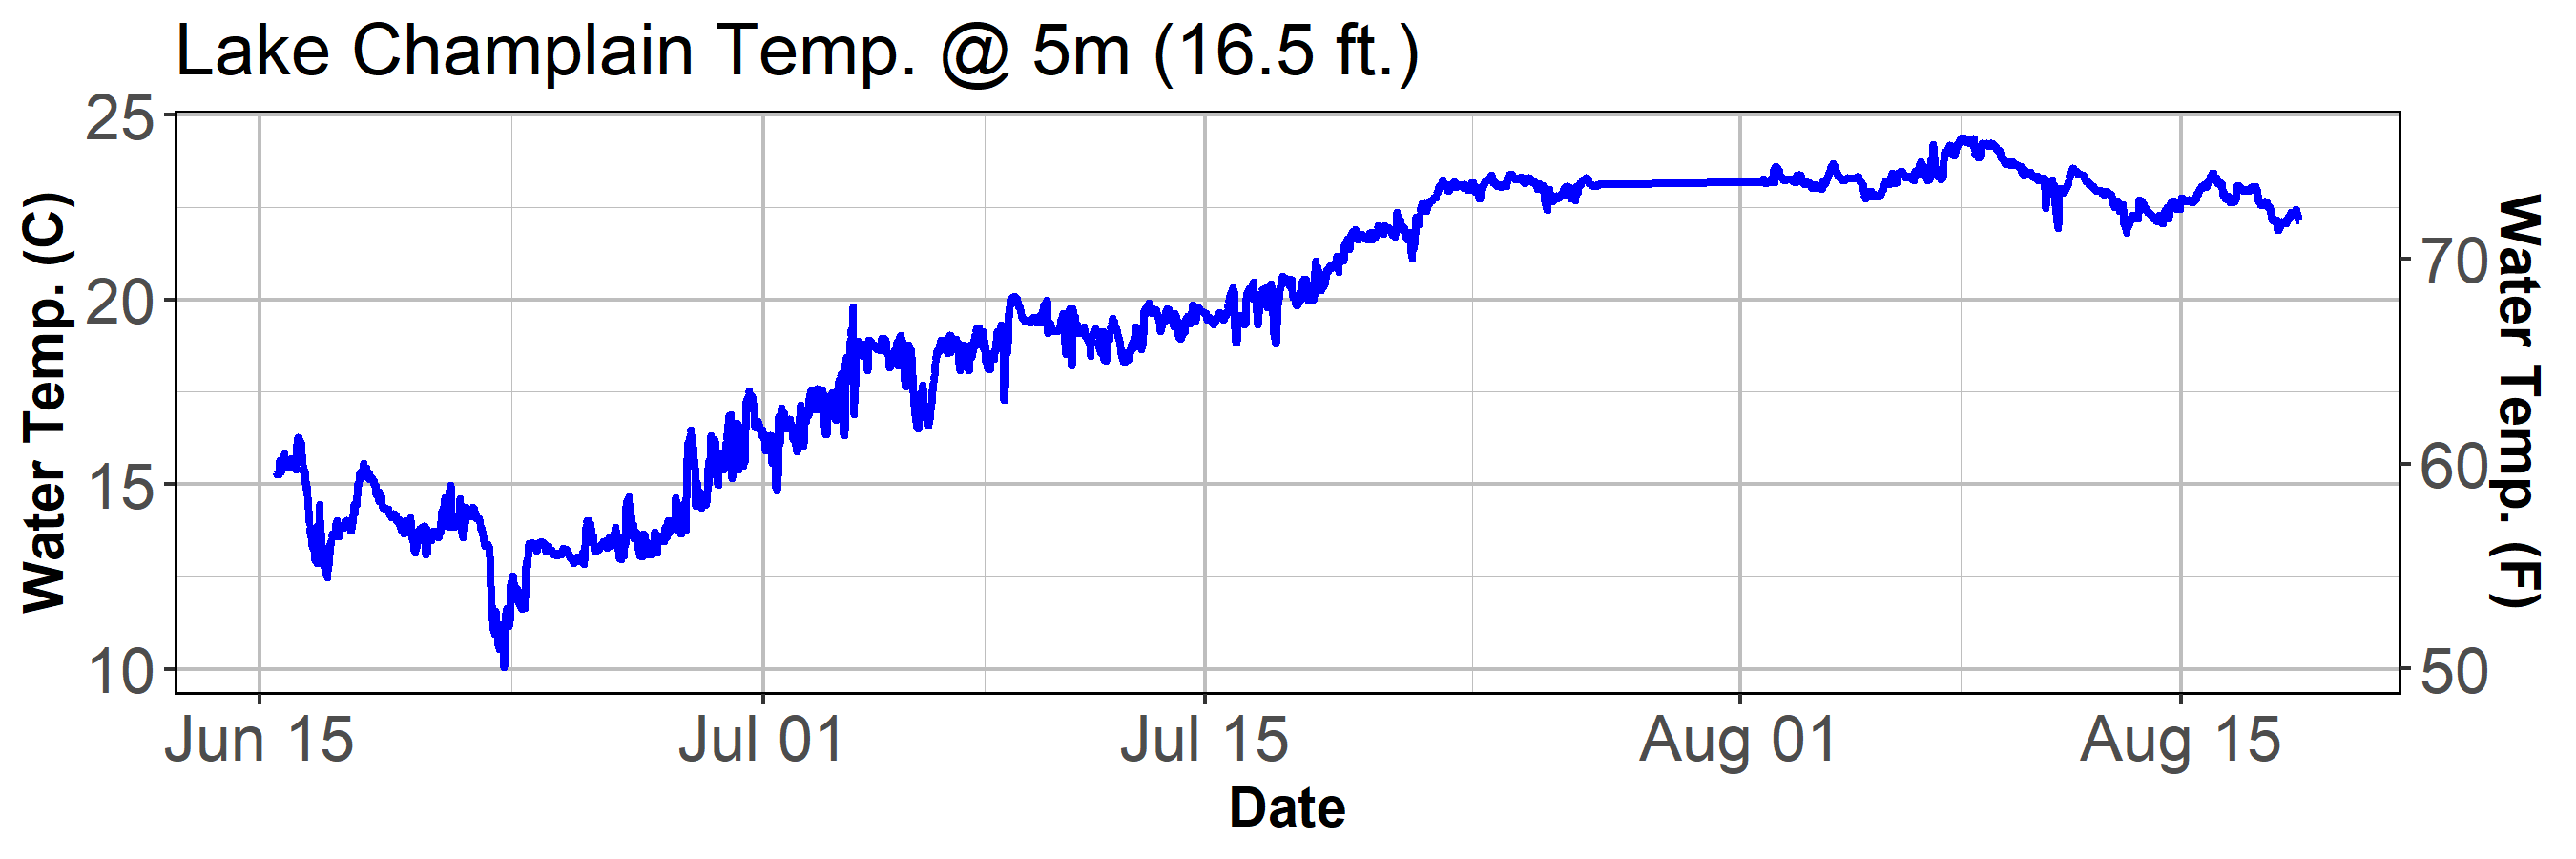 Lake Champlain Temp. @ 5m (16.5 ft.)
Water Temp. (C)
25
20
15
10
70
60
50
Water Temp. (F)
Jun 15
Jul 01
Jul 15
Aug 01
Aug 15
Date